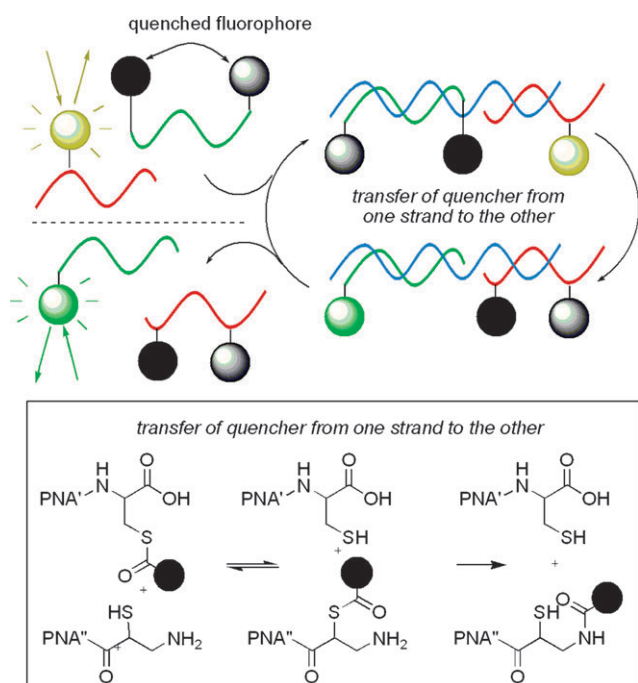 quenched fluorophore
transfer of quencher from
one strand to the other
transfer of quencher from one strand to the other
PNA' H N O OH S O +
HS PNA" + O NH2
PNA' H N O OH SH +
S O PNA" O NH2
PNA' H N O OH SH +
SH O PNA" O NH